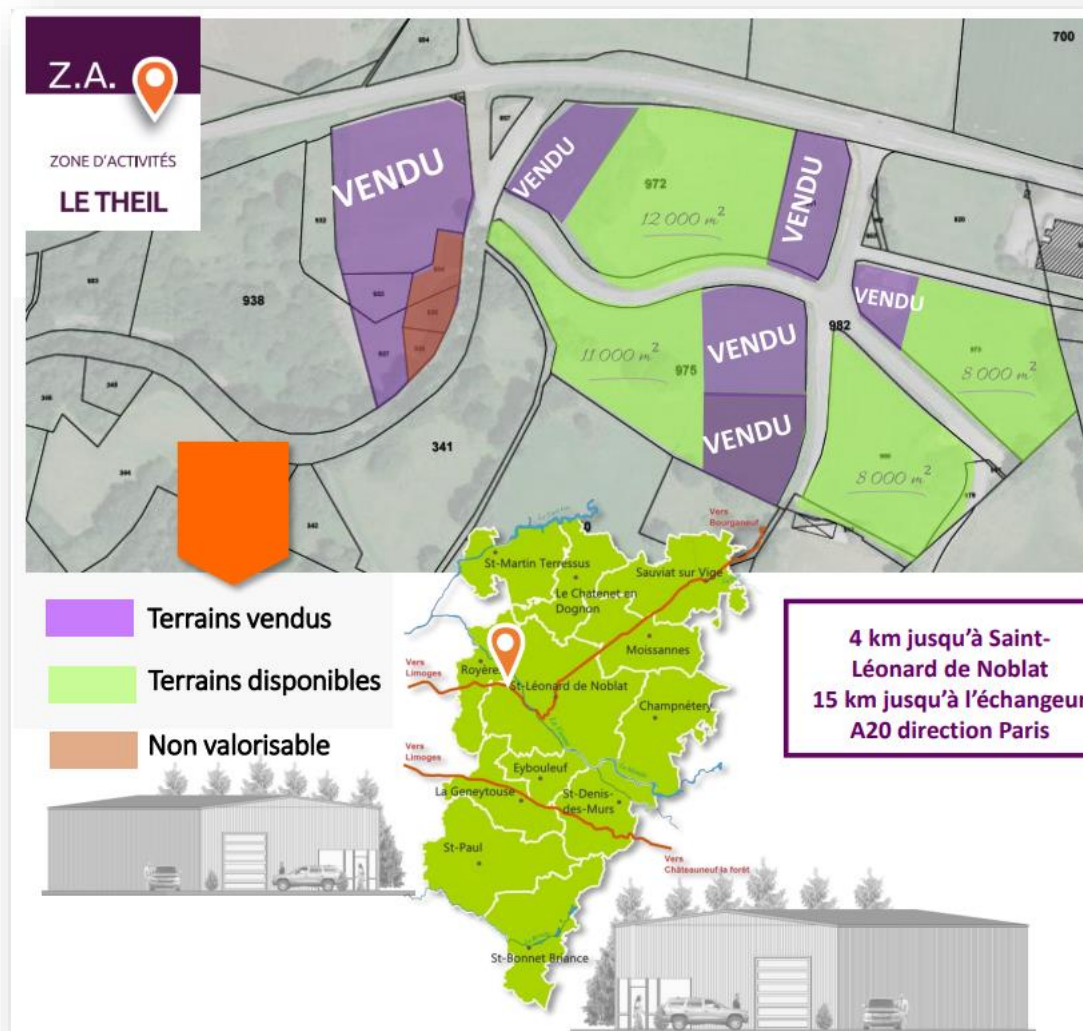 Z.A.
ZONE D'ACTIVITÉS
LE THEIL
700
VENDU
VENDU
972
12 000 m²
VENDU
938
VENDU
982
11 000 m²
975
VENDU
8 000 m²
VENDU
341
8 000 m²
Terrains vendus
Terrains disponibles
Non valorisable
Vers
Bourganeuf
St-Martin Terressus
Sauviat sur Vige
Le Chatenet en
Dognon
Moissannes
Vers
Limoges
Royère
St-Léonard de Noblat
Champnétery
Vers
Limoges
Eybouleuf
La Geneytouse
St-Denis-
des-Murs
St-Paul
Vers
Châteauneuf la forêt
St-Bonnet Briance
4 km jusqu'à Saint-
Léonard de Noblat
15 km jusqu'à l'échangeur
A20 direction Paris